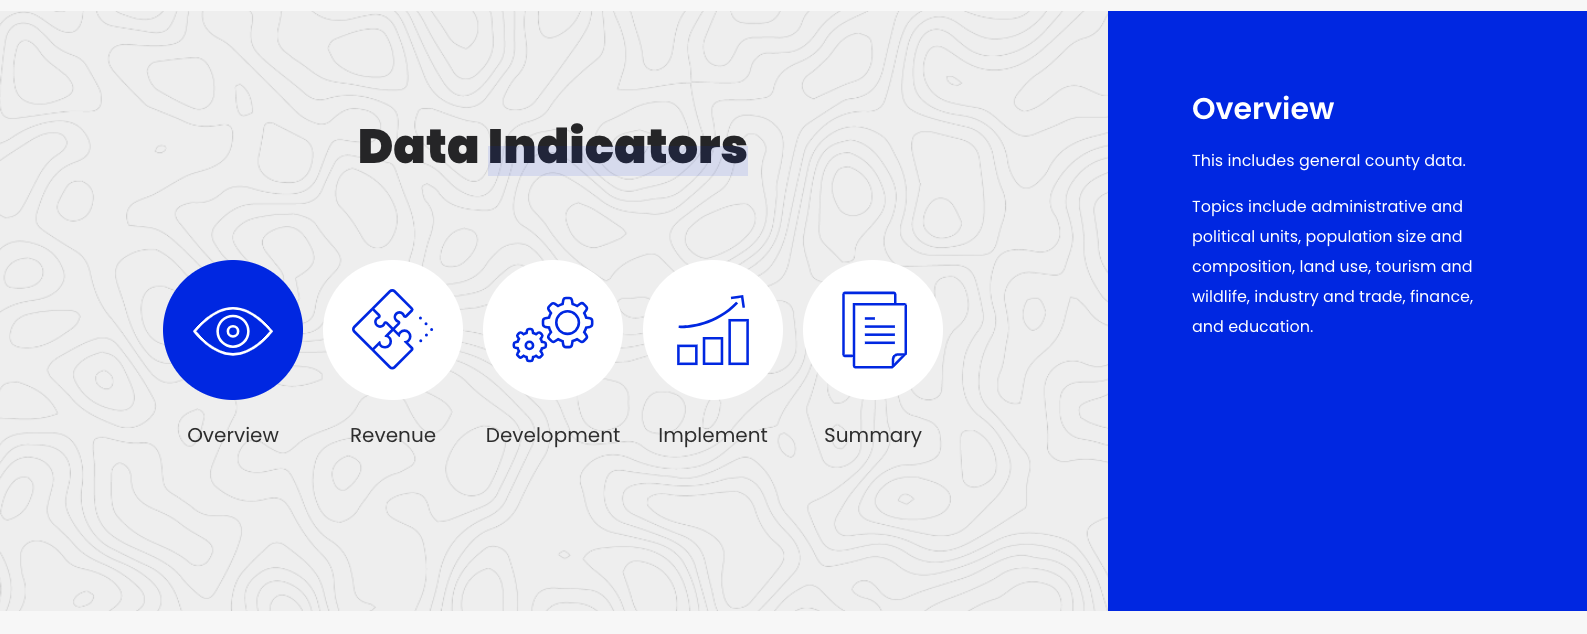 Data Indicators
Overview
Revenue
Development
Implement
Summary
Overview
This includes general county data.
Topics include administrative and
political units, population size and
composition, land use, tourism and
wildlife, industry and trade, finance,
and education.